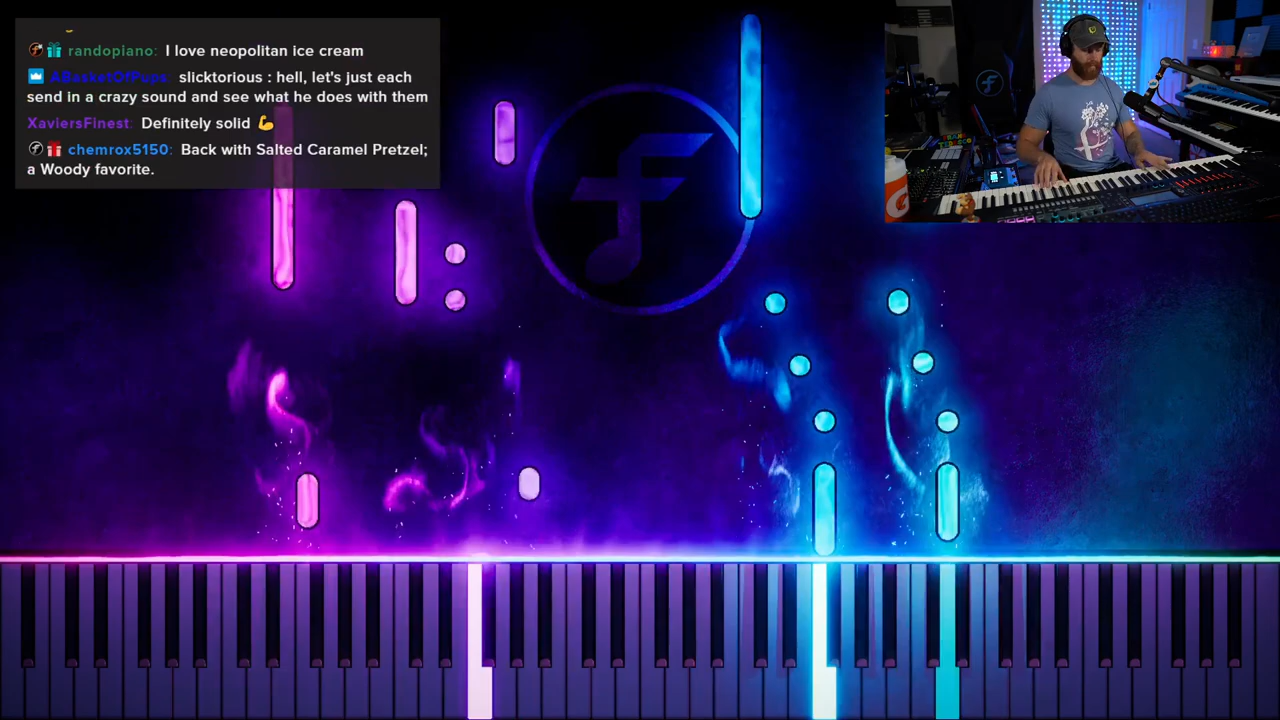 randopiano: I love neopolitan ice cream
ABasketOfPups: slicktorious : hell, let's just each
send in a crazy sound and see what he does with them
XaviersFinest: Definitely solid 💪
chemrox5150: Back with Salted Caramel Pretzel;
a Woody favorite.